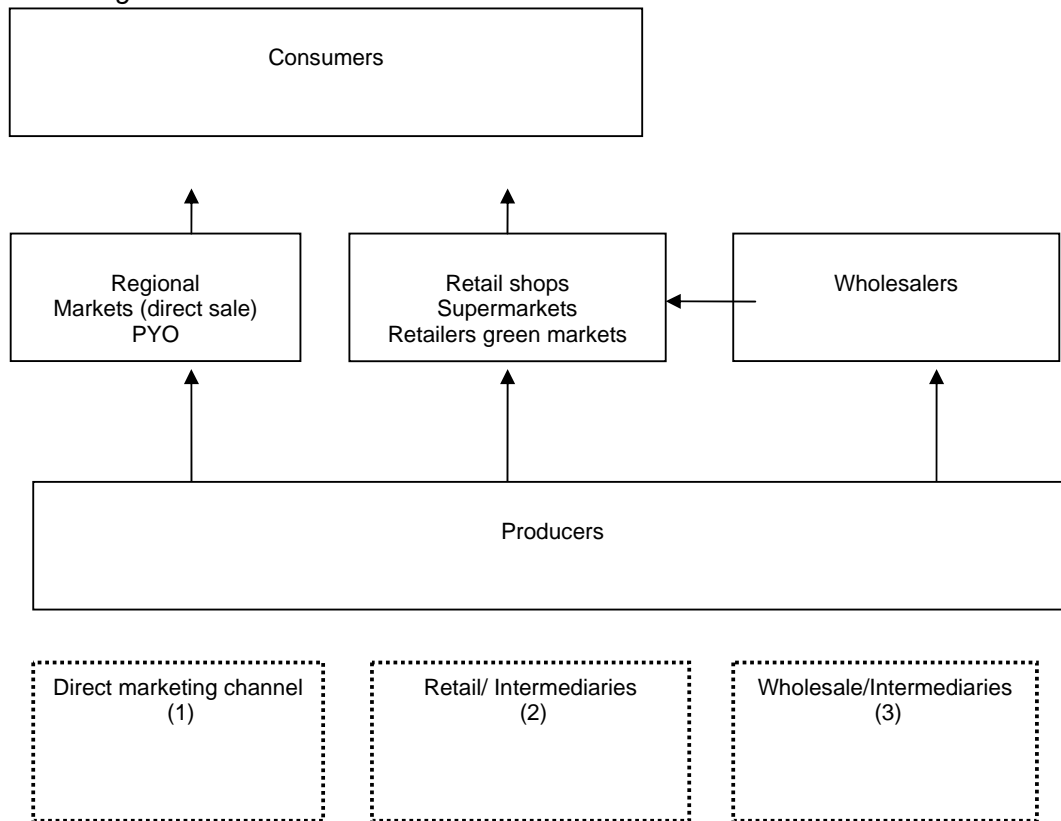 Consumers
Regional
Markets (direct sale)
PYO
Retail shops
Supermarkets
Retailers green markets
Wholesalers
Producers
Direct marketing channel
(1)
Retail/ Intermediaries
(2)
Wholesale/Intermediaries
(3)